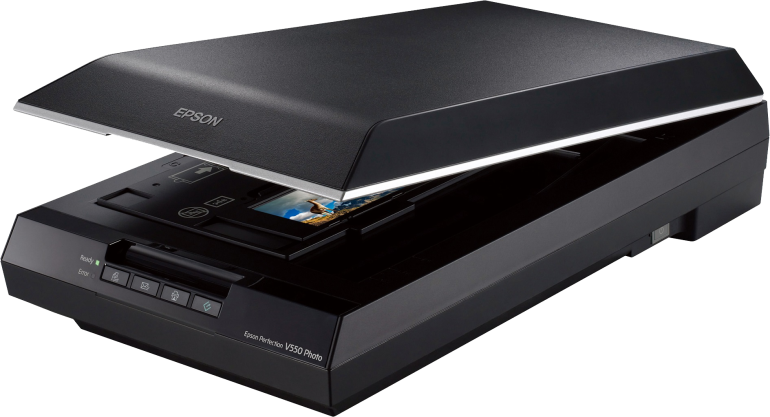 EPSON
Ready
Error
Epson Perfection V550 Photo